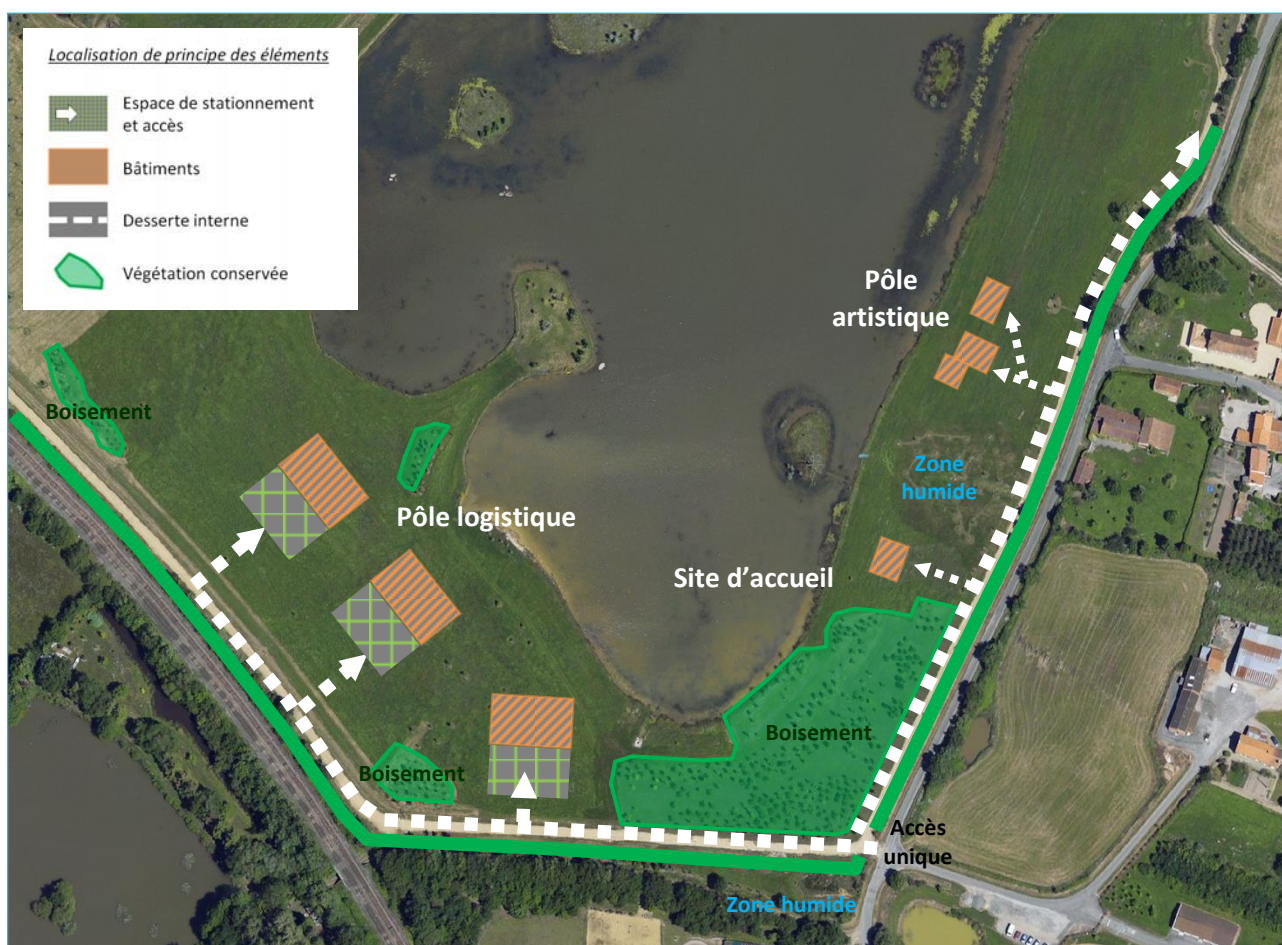 Localisation de principe des éléments
Espace de stationnement
et accès
Bâtiments
Desserte interne
Végétation conservée
Pôle
artistique
Boisement
Zone
humide
Pôle logistique
Site d'accueil
Boisement
Boisement
Accès
unique
Zone humide